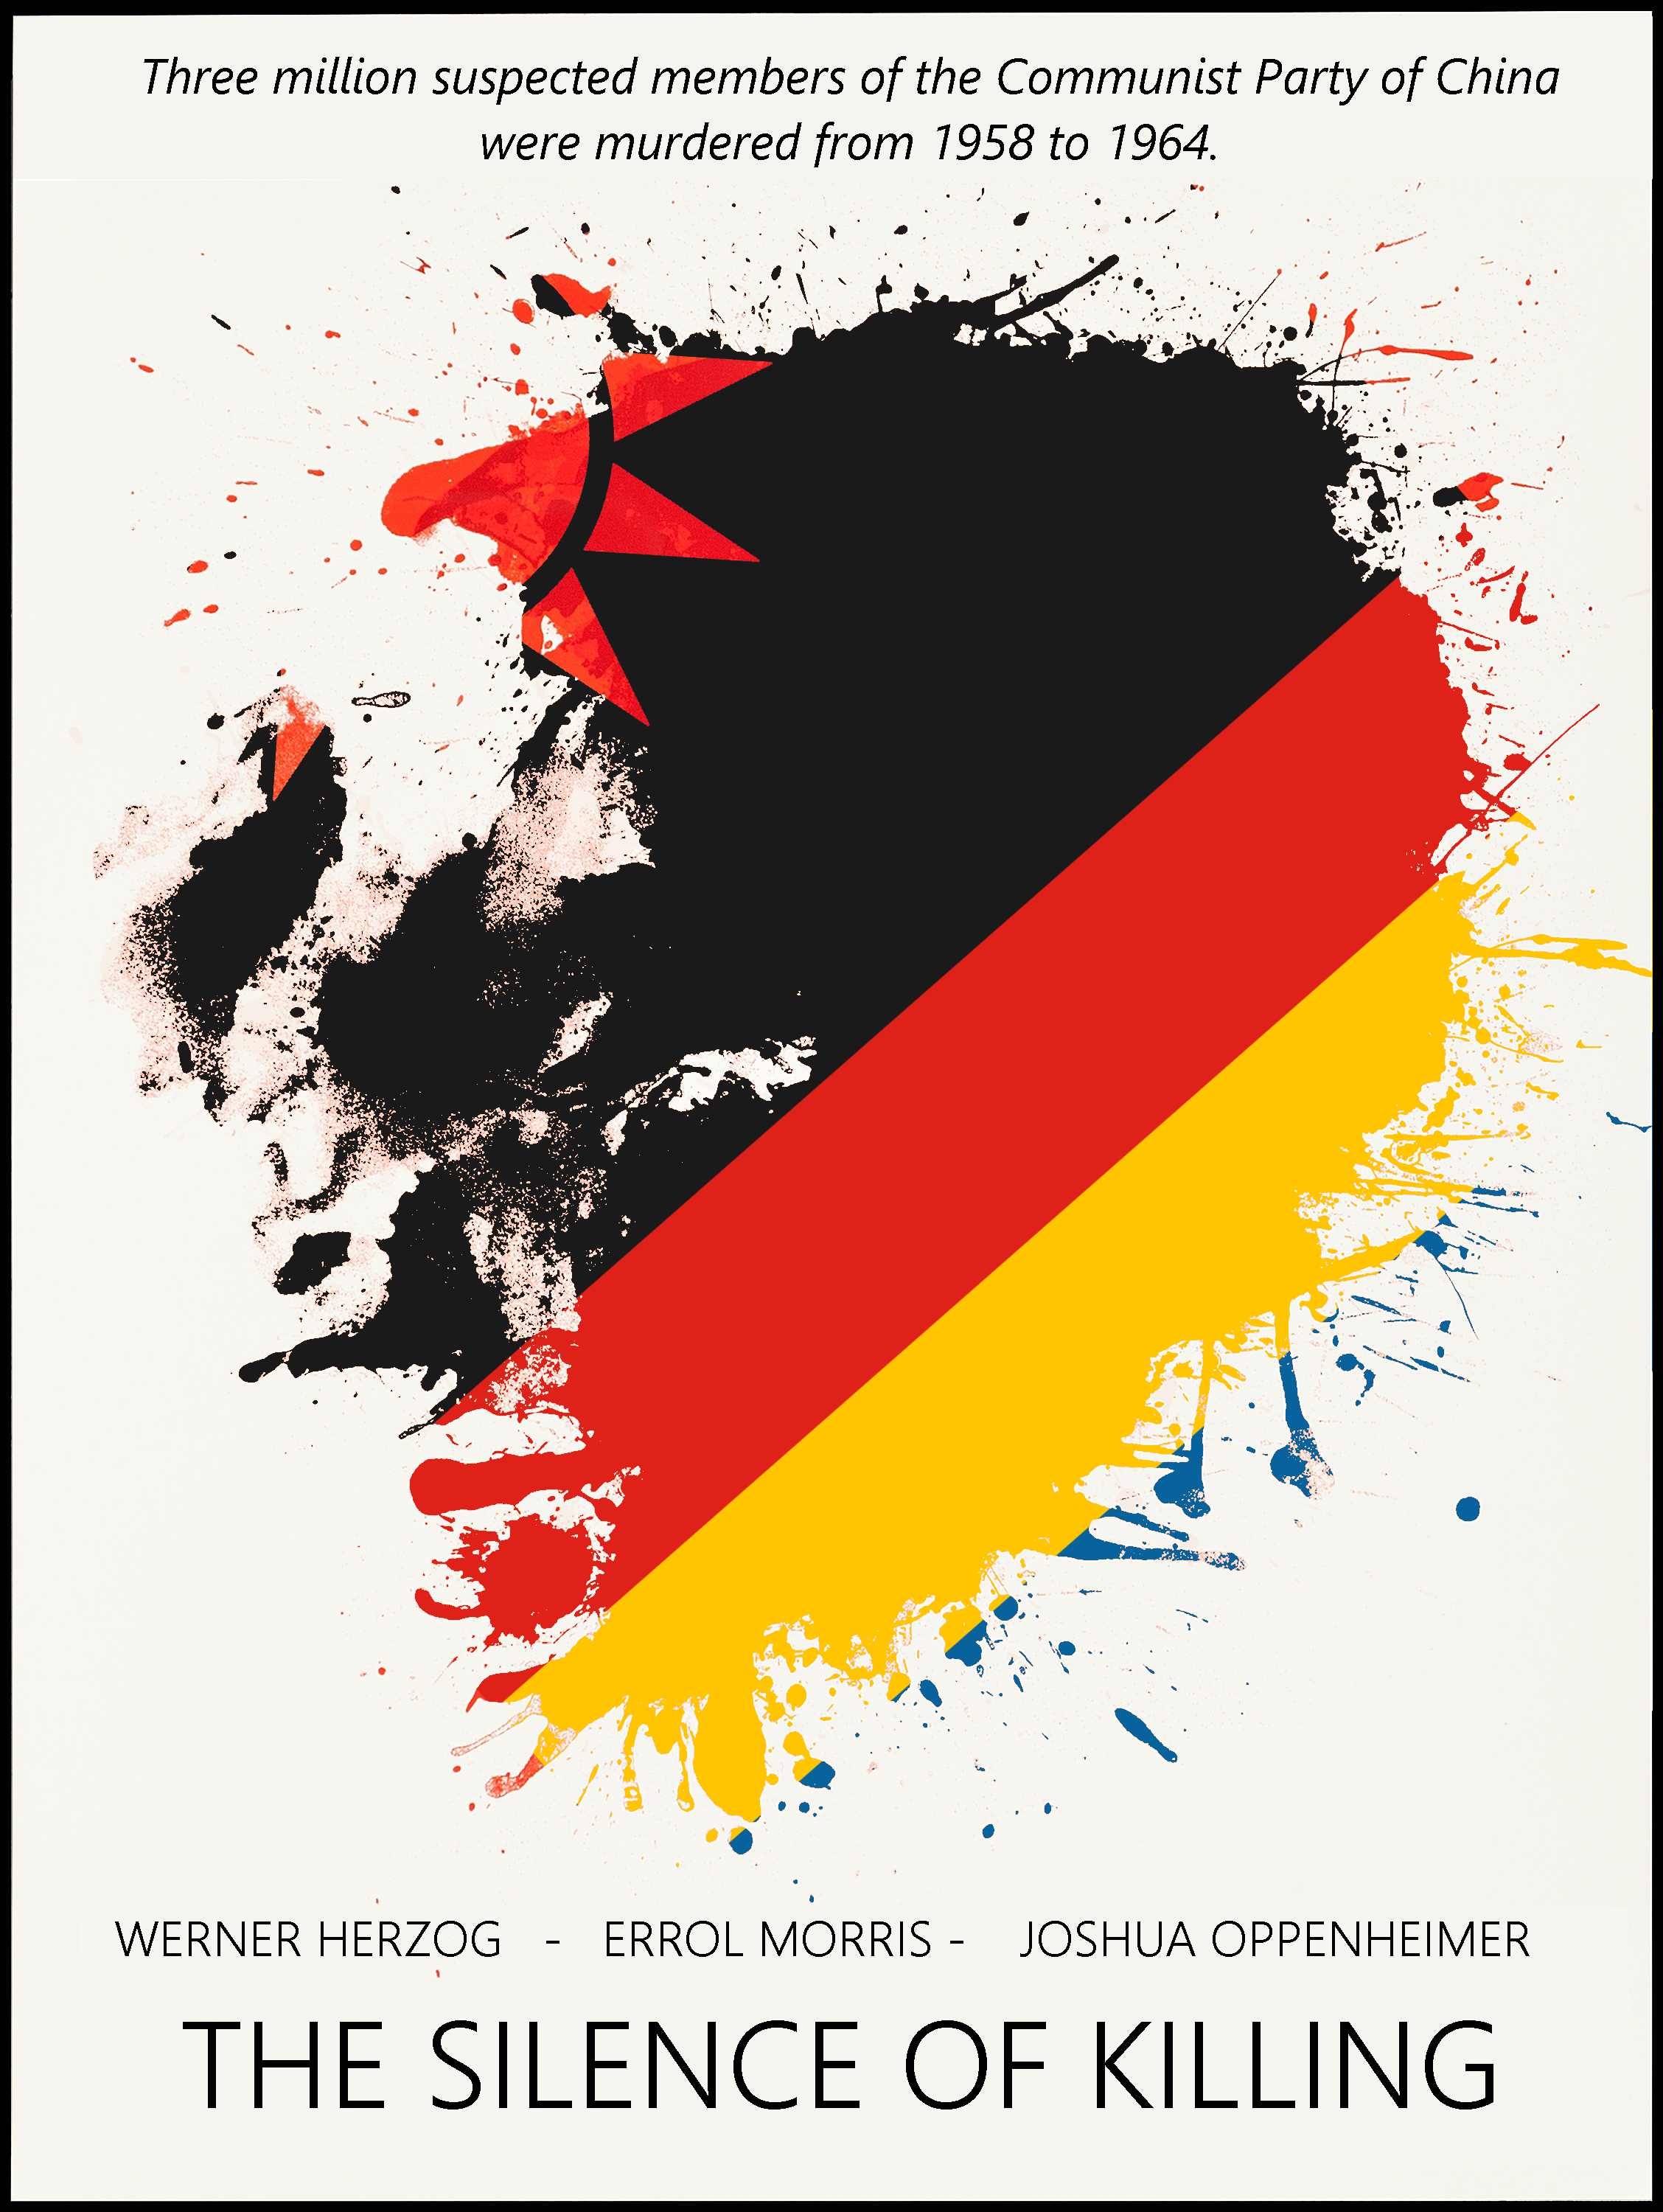 Three million suspected members of the Communist Party of China
were murdered from 1958 to 1964.
WERNER HERZOG - ERROL MORRIS - JOSHUA OPPENHEIMER
THE SILENCE OF KILLING